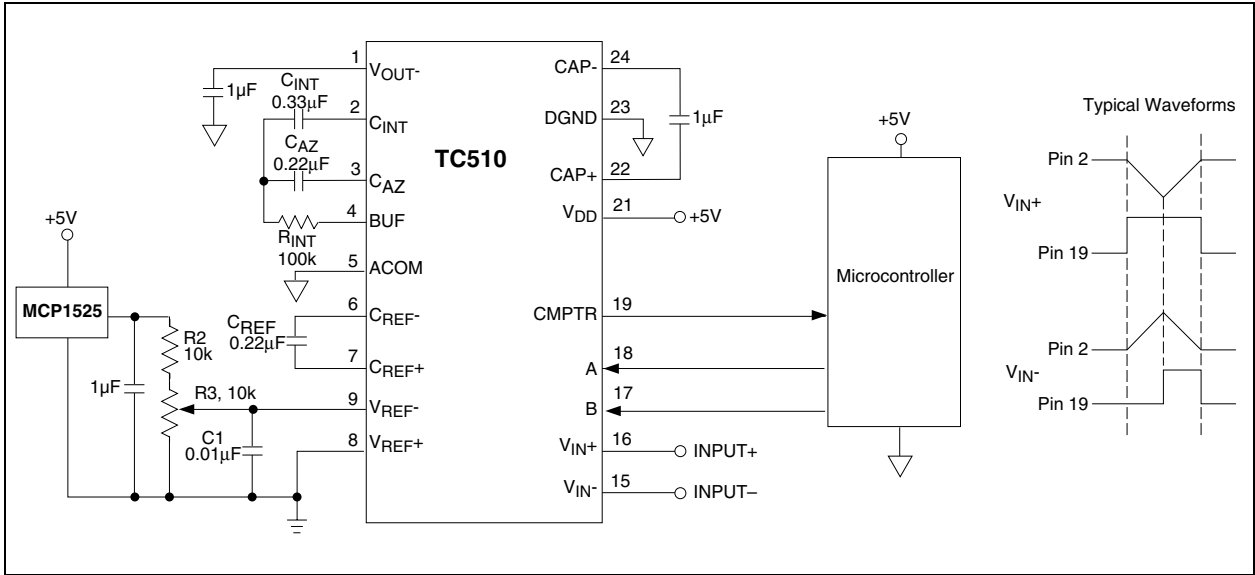 1
VOUT-
1µF
CINT
0.33µF
2
CINT
CAZ
0.22µF
3
CAZ
4
BUF
RINT
100k
5
ACOM
6
CREF-
CREF
0.22µF
7
CREF+
9
VREF-
8
VREF+
+5V
MCP1525
1µF
R2
10k
R3, 10k
C1
0.01µF
TC510
24
CAP-
23
DGND
1µF
22
CAP+
21
VDD
+5V
19
CMPTR
18
A
17
B
16
VIN+
INPUT+
15
VIN-
INPUT–
+5V
Microcontroller
Typical Waveforms
Pin 2
VIN+
Pin 19
Pin 2
VIN-
Pin 19